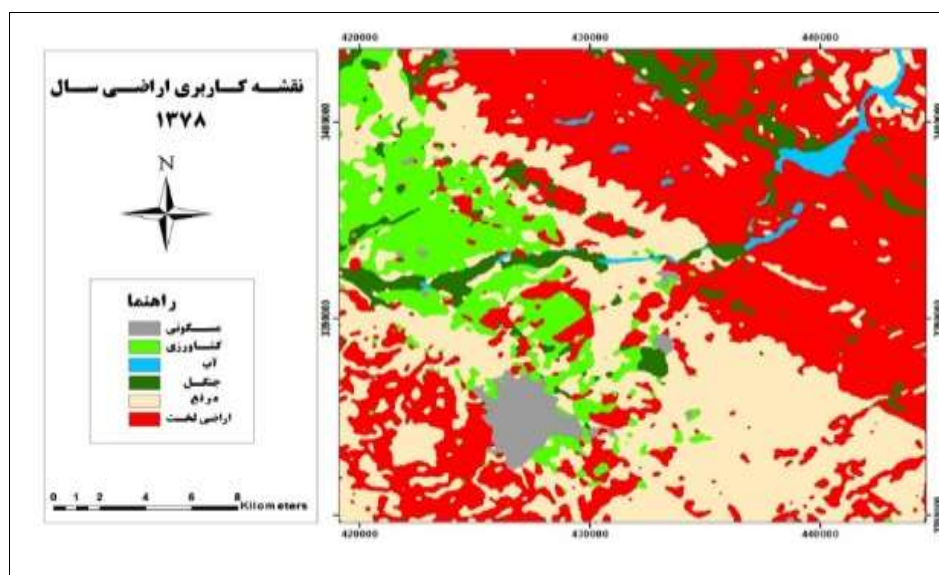 نقشه کاربری اراضی سال
۱۳۷۸
N
راهنما
مسکونی
کشاورزی
آب
جنگل
مرتع
اراضی لخت
0 1 2 4 6 8
Kilometers
420000 430000 440000
420000 430000 440000